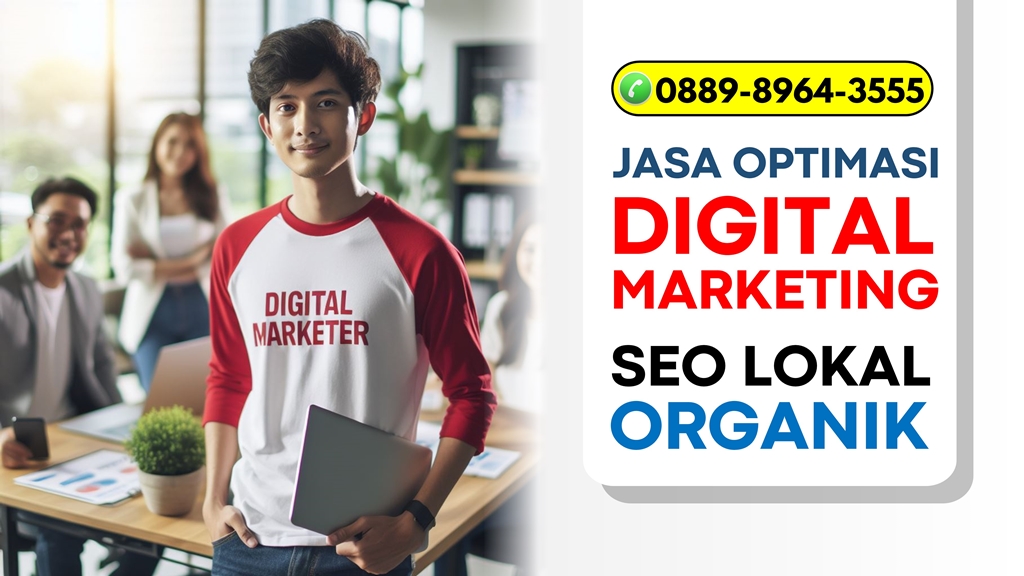 DIGITAL
MARKETER
0889-8964-3555
JASA OPTIMASI
DIGITAL
MARKETING
SEO LOKAL
ORGANIK